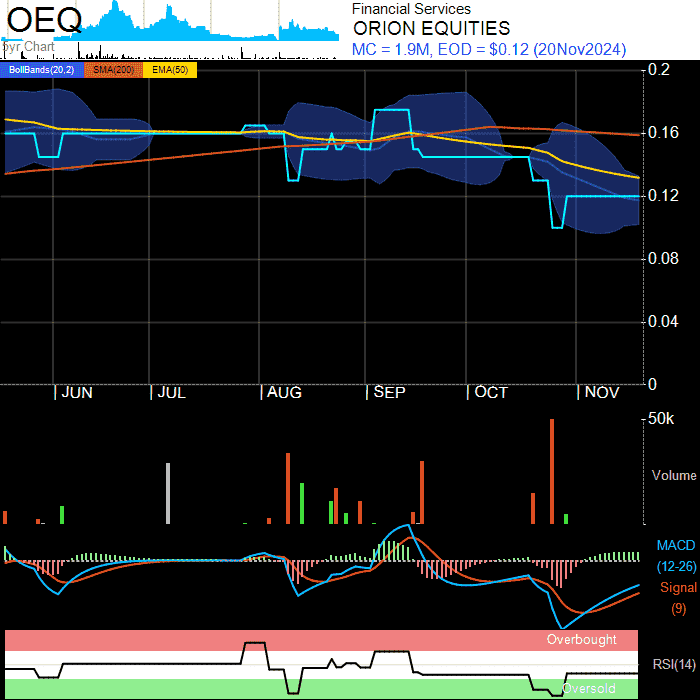 OEQ
5yr Chart
Financial Services
ORION EQUITIES
MC = 1.9M, EOD = $0.12 (20Nov2024)
BollBands(20,2) SMA(200) EMA(50)
0.2
0.16
0.12
0.08
0.04
0
JUN JUL AUG SEP OCT NOV
50k
Volume
MACD
(12-26)
Signal
(9)
Overbought
RSI(14)
Oversold